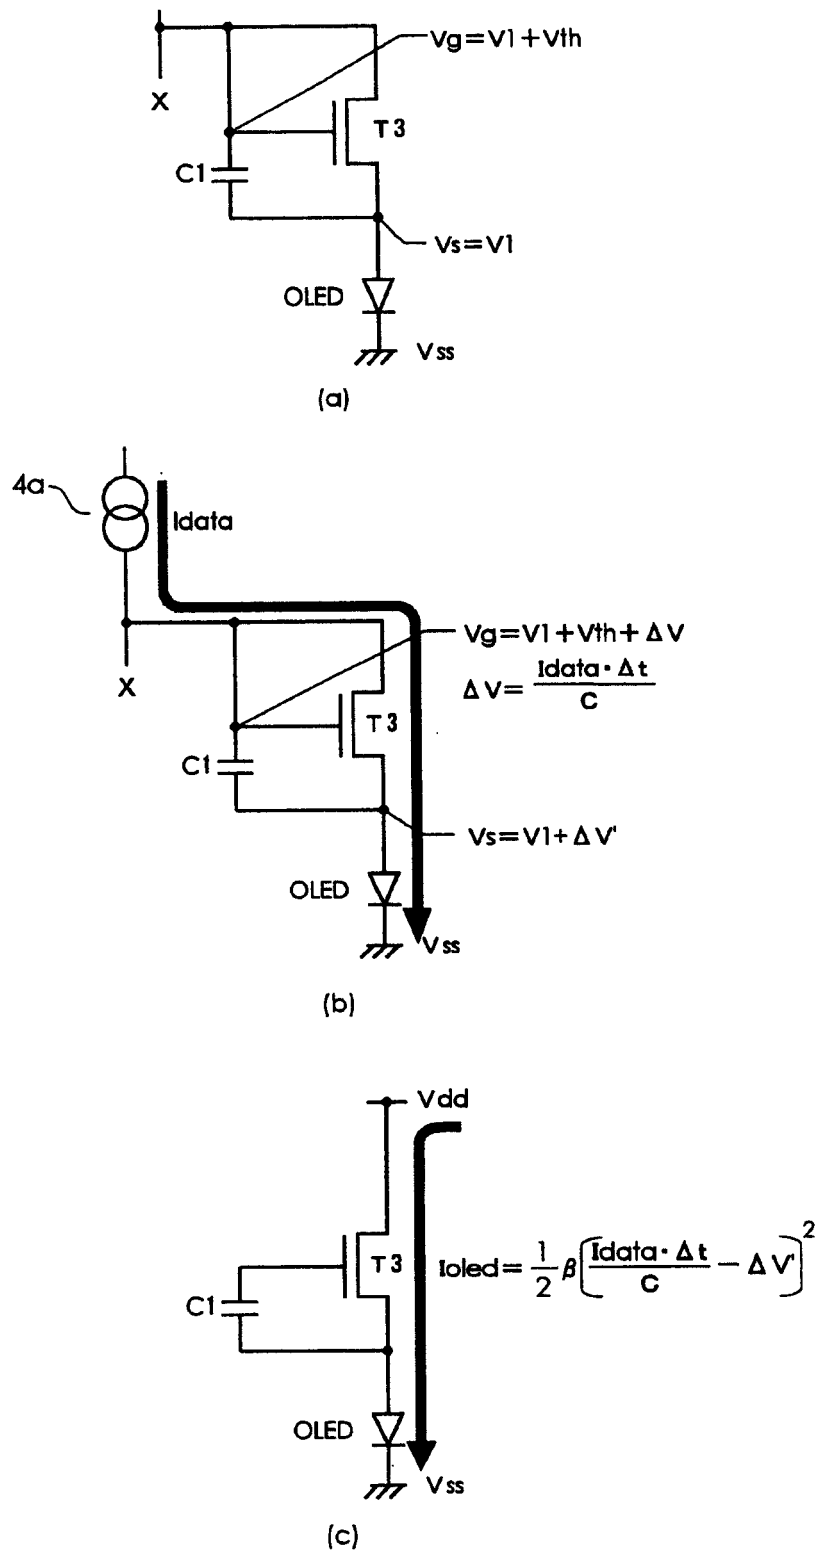 Vg=V1+Vth
X
T3
C1
Vs=V1
OLED
Vss
(a)
4a
Idata
Vg=V1+Vth+ΔV
X
ΔV=Idata·Δt/C
T3
C1
Vs=V1+ΔV'
OLED
Vss
(b)
Vdd
T3
Ioled=1/2 β[Idata·Δt/C-ΔV']²
C1
OLED
Vss
(c)